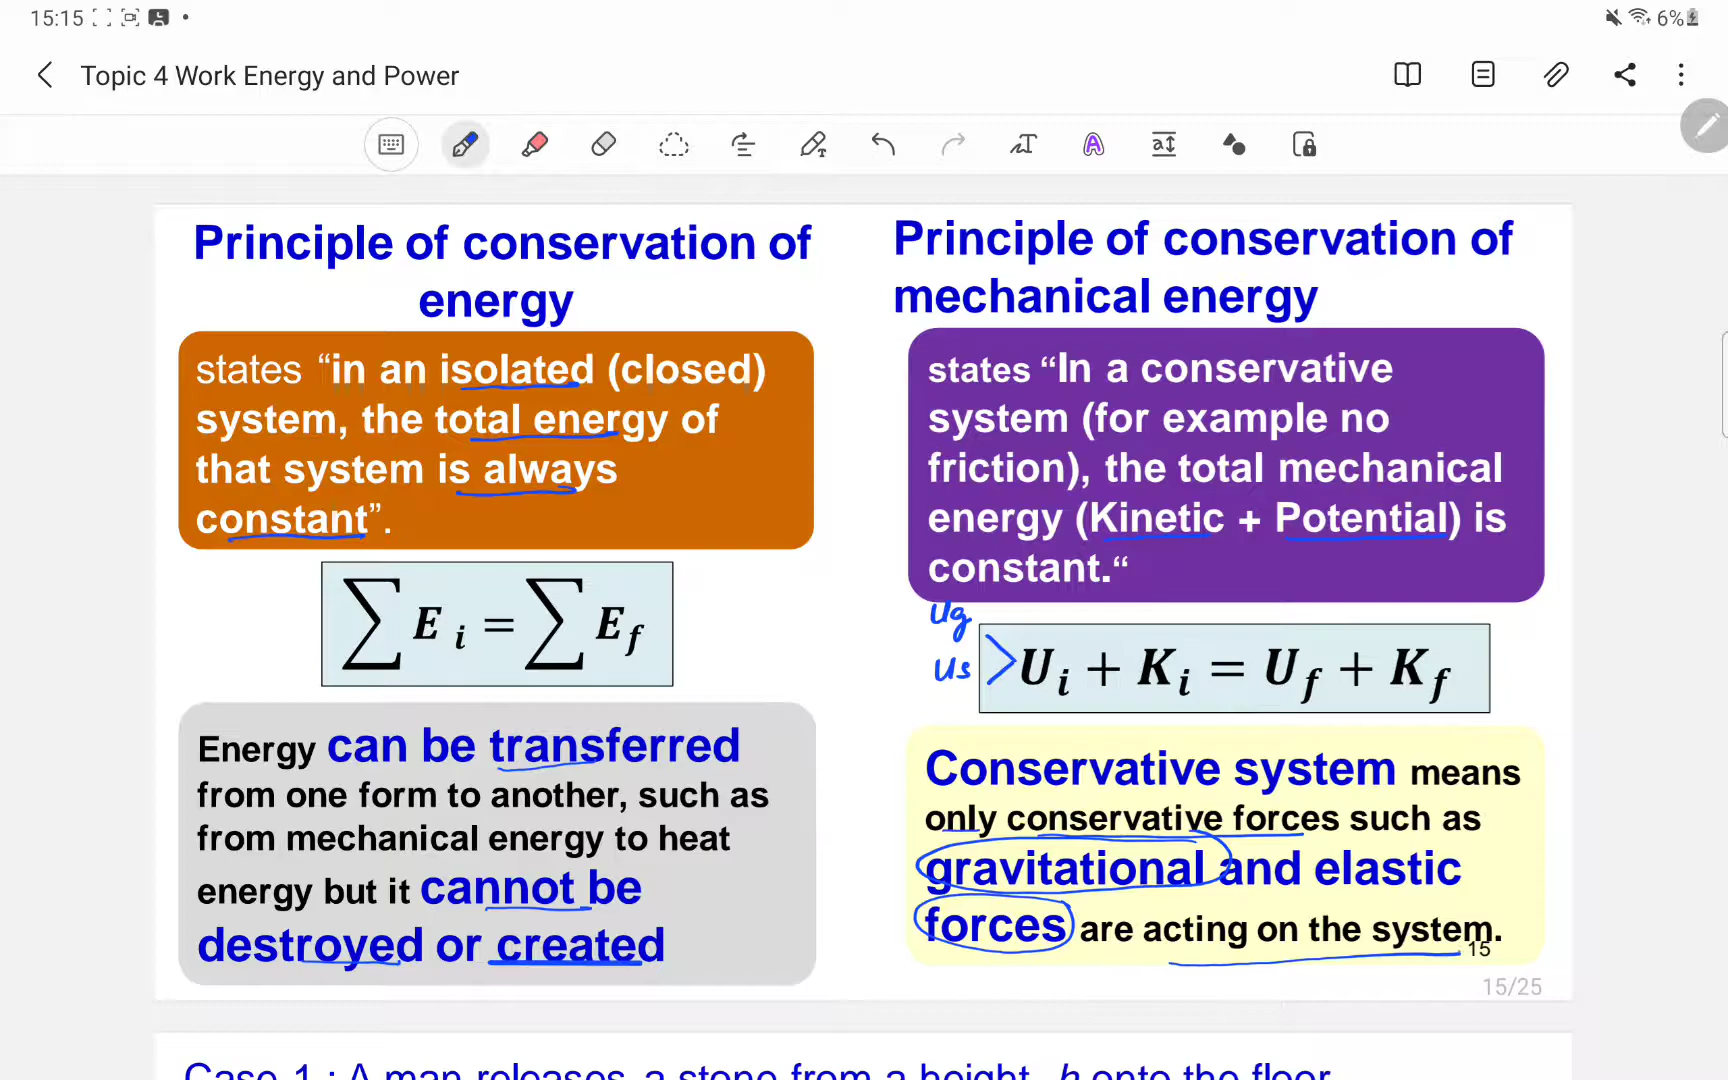 15:15
6%
Topic 4 Work Energy and Power
Principle of conservation of
energy
states “in an isolated (closed)
system, the total energy of
that system is always
constant”.
∑ E i = ∑ E f
Energy can be transferred
from one form to another, such as
from mechanical energy to heat
energy but it cannot be
destroyed or created
Principle of conservation of
mechanical energy
states “In a conservative
system (for example no
friction), the total mechanical
energy (Kinetic + Potential) is
constant.“
Ug
Us
U i + K i = U f + K f
Conservative system means
only conservative forces such as
gravitational and elastic
forces are acting on the system.
15
15/25
Case 1 : A man releases a stone from a height, h onto the floor